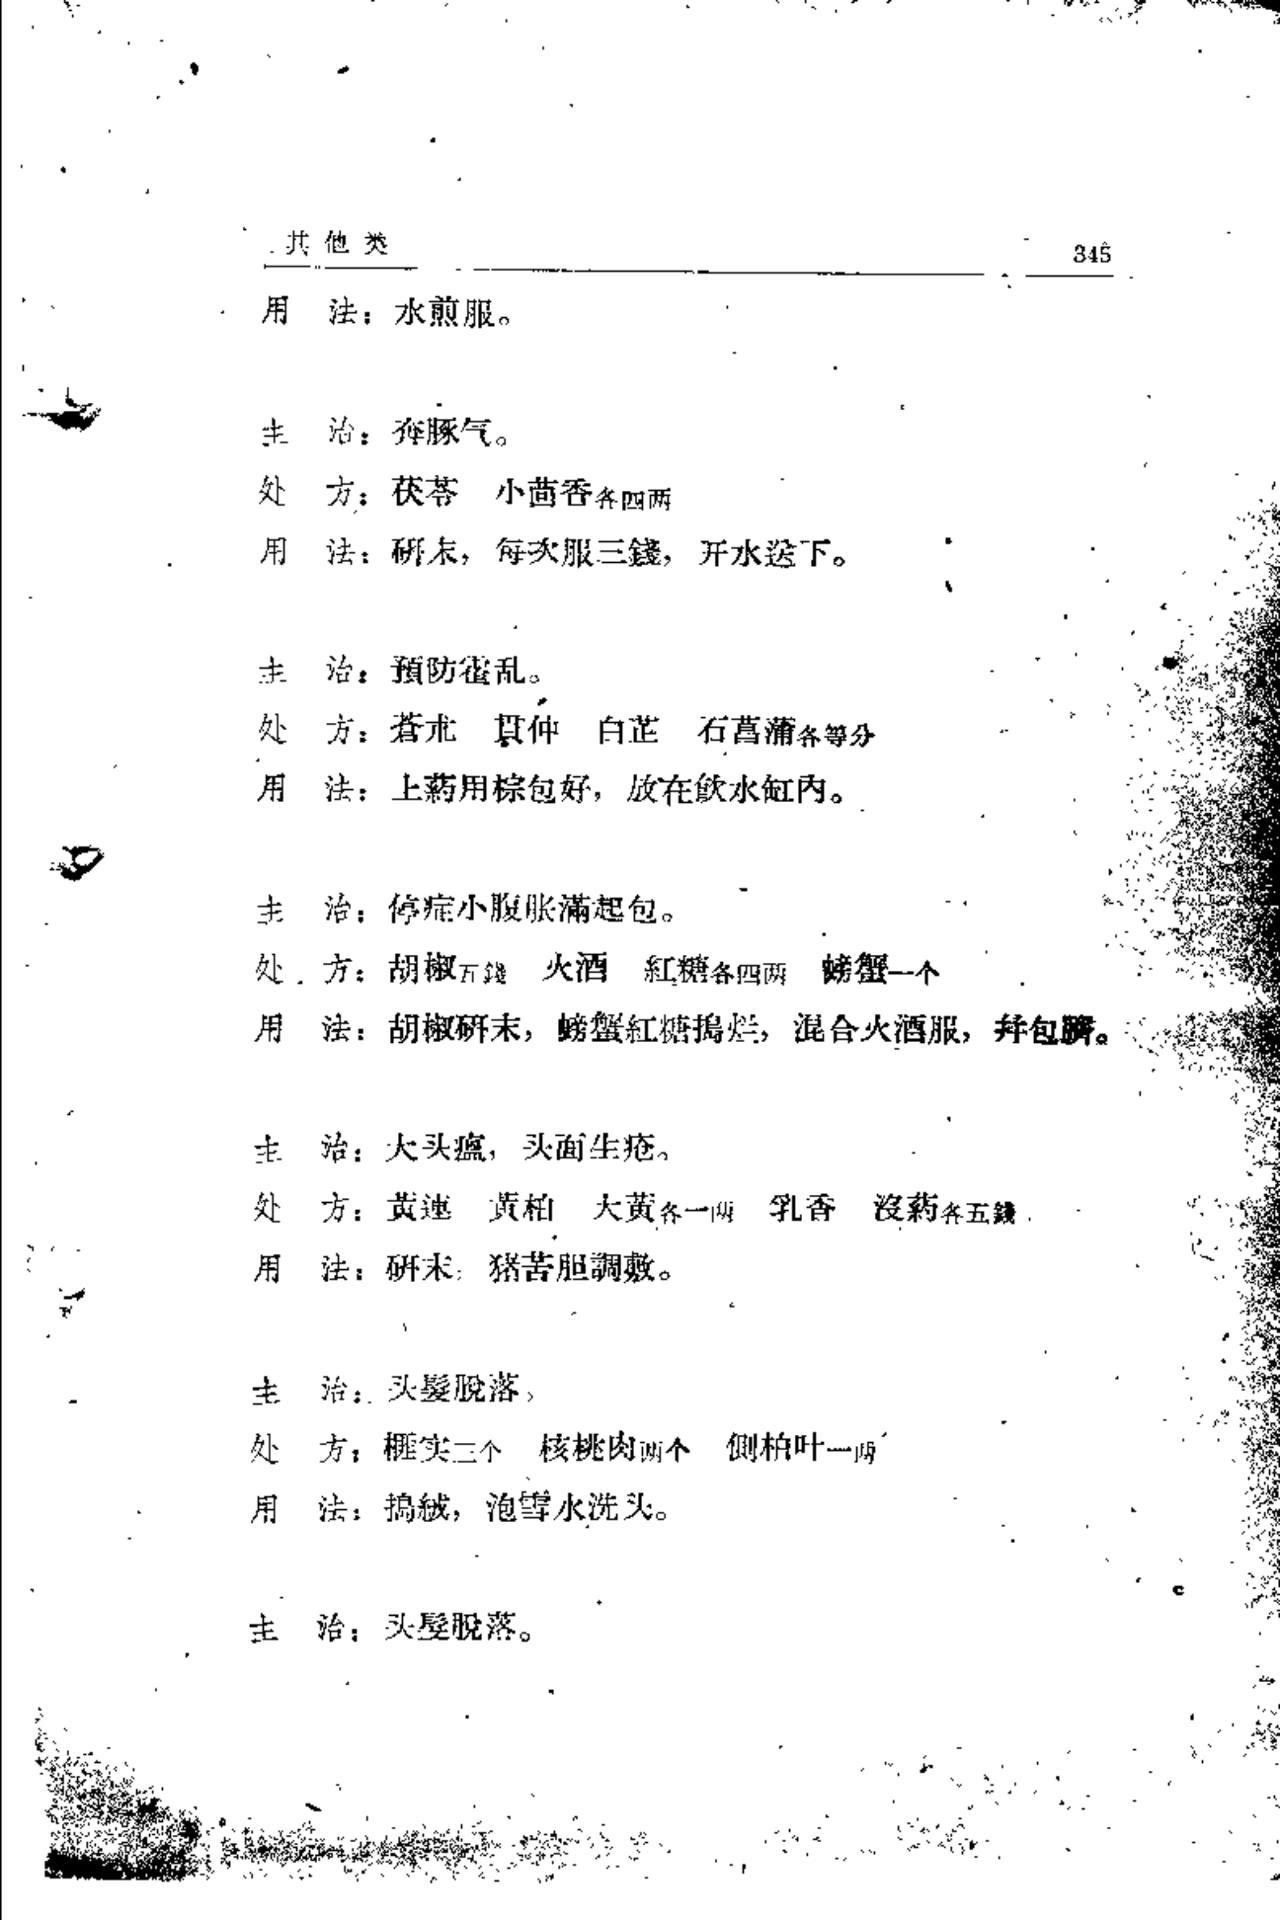 其他类 345
用 法：水煎服。
主 治：奔豚气。
处 方：茯苓 小茴香各四两
用 法：研末，每次服三錢，开水送下。
主 治：預防霍乱。
处 方：蒼朮 貫仲 白芷 石菖蒲各等分
用 法：上葯用棕包好，放在飲水缸內。
主 治：停症小腹胀滿起包。
处 方：胡椒五錢 火酒 紅糖各四两 螃蟹一个
用 法：胡椒研末，螃蟹紅糖搗烂，混合火酒服，并包臍。
主 治：大头瘟，头面生疮。
处 方：黃連 黃柏 大黃各一两 乳香 沒葯各五錢
用 法：研末，猪苦胆調敷。
主 治：头髮脫落，
处 方：榧实三个 核桃肉两个 側柏叶一两
用 法：搗絨，泡雪水洗头。
主 治：头髮脫落。